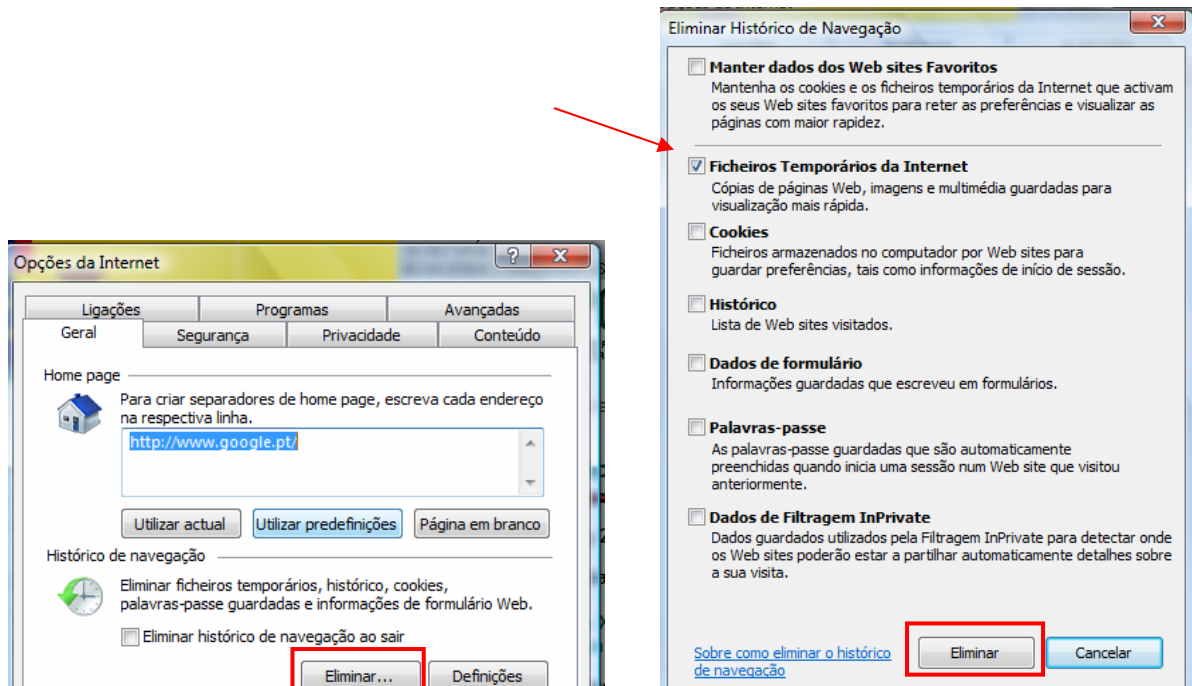 Opções da Internet
Ligações Programas Avançadas
Geral Segurança Privacidade Conteúdo
Home page
Para criar separadores de home page, escreva cada endereço
na respectiva linha.
http://www.google.pt/
Utilizar actual Utilizar predefinições Página em branco
Histórico de navegação
Eliminar ficheiros temporários, histórico, cookies,
palavras-passe guardadas e informações de formulário Web.
Eliminar histórico de navegação ao sair
Eliminar... Definições
Eliminar Histórico de Navegação
Manter dados dos Web sites Favoritos
Mantenha os cookies e os ficheiros temporários da Internet que activam
os seus Web sites favoritos para reter as preferências e visualizar as
páginas com maior rapidez.
Ficheiros Temporários da Internet
Cópias de páginas Web, imagens e multimédia guardadas para
visualização mais rápida.
Cookies
Ficheiros armazenados no computador por Web sites para
guardar preferências, tais como informações de início de sessão.
Histórico
Lista de Web sites visitados.
Dados de formulário
Informações guardadas que escreveu em formulários.
Palavras-passe
As palavras-passe guardadas que são automaticamente
preenchidas quando inicia uma sessão num Web site que visitou
anteriormente.
Dados de Filtragem InPrivate
Dados guardados utilizados pela Filtragem InPrivate para detectar onde
os Web sites poderão estar a partilhar automaticamente detalhes sobre
a sua visita.
Sobre como eliminar o histórico
de navegação
Eliminar Cancelar